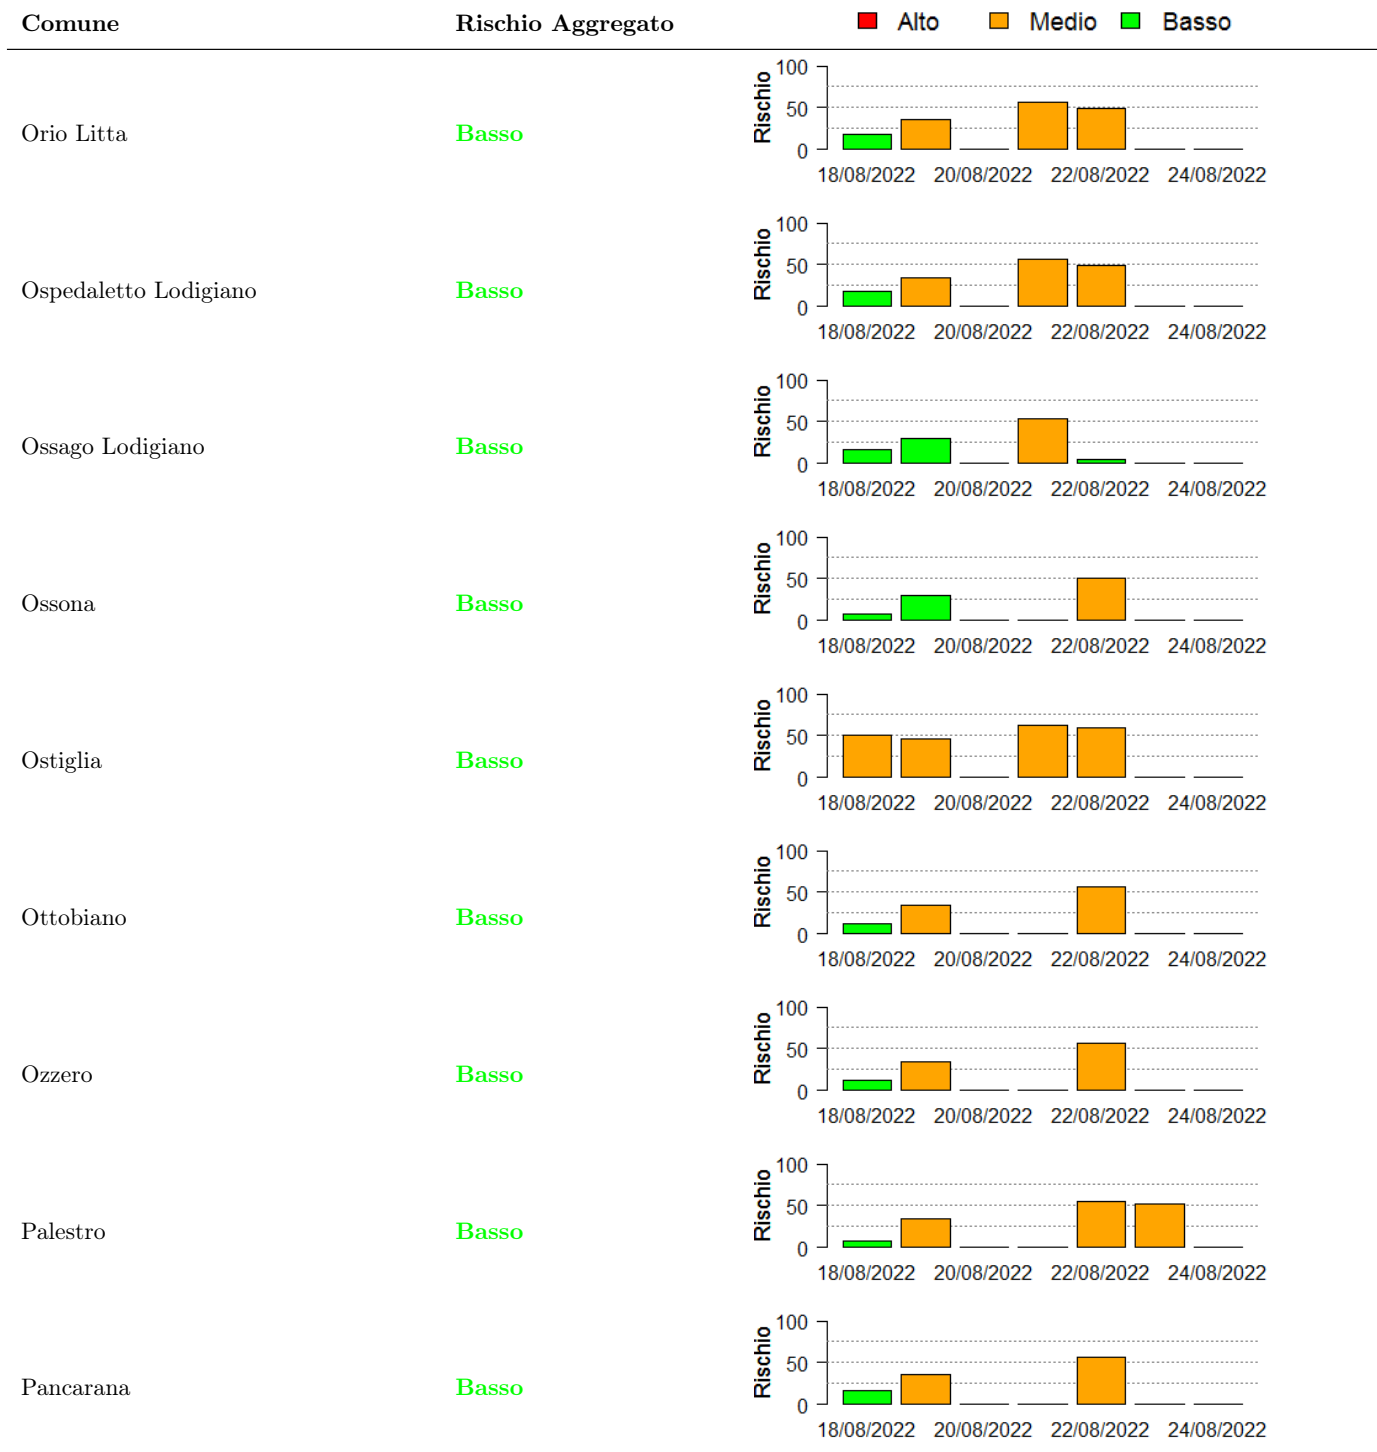 Comune Rischio Aggregato Alto Medio Basso
100
50
0
Rischio
Orio Litta Basso
18/08/2022 20/08/2022 22/08/2022 24/08/2022
100
50
0
Rischio
Ospedaletto Lodigiano Basso
18/08/2022 20/08/2022 22/08/2022 24/08/2022
100
50
0
Rischio
Ossago Lodigiano Basso
18/08/2022 20/08/2022 22/08/2022 24/08/2022
100
50
0
Rischio
Ossona Basso
18/08/2022 20/08/2022 22/08/2022 24/08/2022
100
50
0
Rischio
Ostiglia Basso
18/08/2022 20/08/2022 22/08/2022 24/08/2022
100
50
0
Rischio
Ottobiano Basso
18/08/2022 20/08/2022 22/08/2022 24/08/2022
100
50
0
Rischio
Ozzero Basso
18/08/2022 20/08/2022 22/08/2022 24/08/2022
100
50
0
Rischio
Palestro Basso
18/08/2022 20/08/2022 22/08/2022 24/08/2022
100
50
0
Rischio
Pancarana Basso
18/08/2022 20/08/2022 22/08/2022 24/08/2022